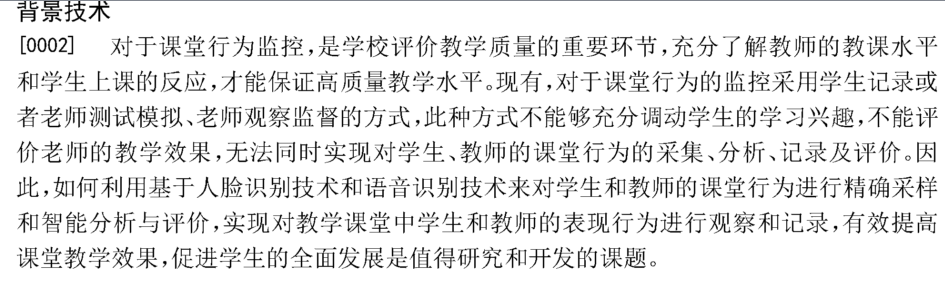 背景技术
[0002] 对于课堂行为监控,是学校评价教学质量的重要环节,充分了解教师的教课水平
和学生上课的反应,才能保证高质量教学水平。现有,对于课堂行为的监控采用学生记录或
者老师测试模拟、老师观察监督的方式,此种方式不能够充分调动学生的学习兴趣,不能评
价老师的教学效果,无法同时实现对学生、教师的课堂行为的采集、分析、记录及评价。因
此,如何利用基于人脸识别技术和语音识别技术来对学生和教师的课堂行为进行精确采样
和智能分析与评价,实现对教学课堂中学生和教师的表现行为进行观察和记录,有效提高
课堂教学效果,促进学生的全面发展是值得研究和开发的课题。